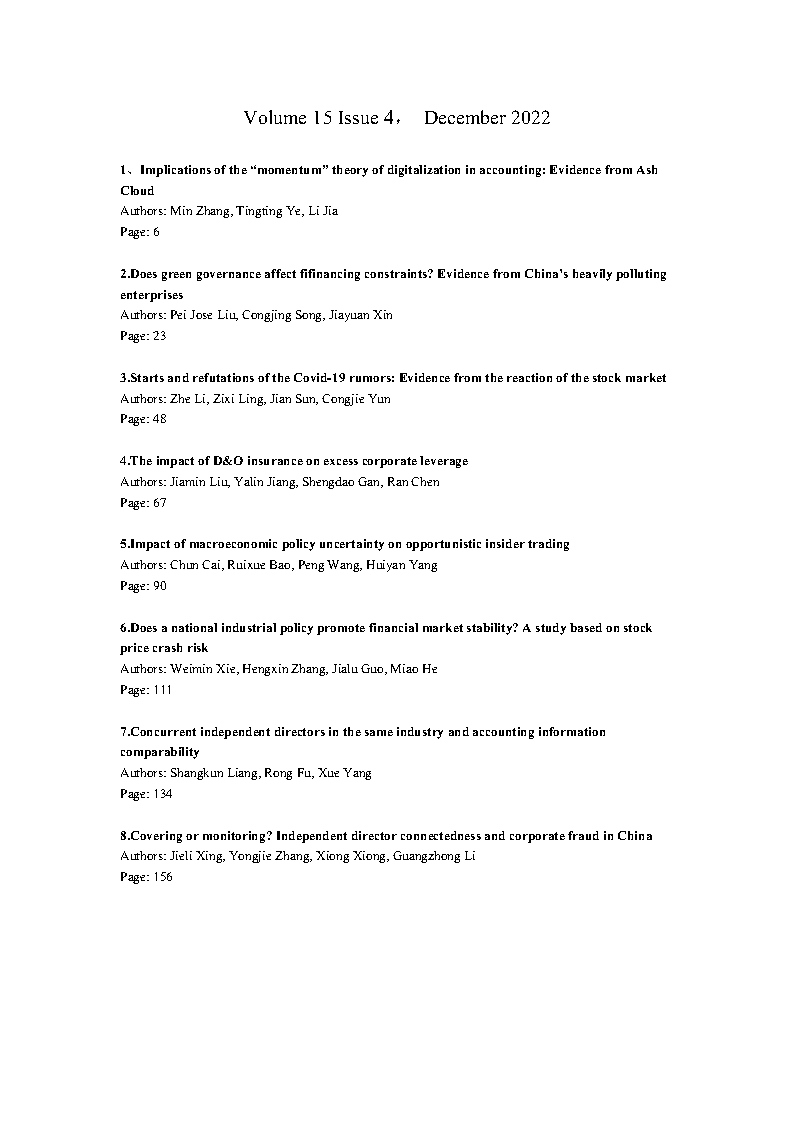 Volume 15 Issue 4， December 2022
1、Implications of the “momentum” theory of digitalization in accounting: Evidence from Ash
Cloud
Authors: Min Zhang, Tingting Ye, Li Jia
Page: 6
2.Does green governance affect fifinancing constraints? Evidence from China’s heavily polluting
enterprises
Authors: Pei Jose Liu, Congjing Song, Jiayuan Xin
Page: 23
3.Starts and refutations of the Covid-19 rumors: Evidence from the reaction of the stock market
Authors: Zhe Li, Zixi Ling, Jian Sun, Congjie Yun
Page: 48
4.The impact of D&O insurance on excess corporate leverage
Authors: Jiamin Liu, Yalin Jiang, Shengdao Gan, Ran Chen
Page: 67
5.Impact of macroeconomic policy uncertainty on opportunistic insider trading
Authors: Chun Cai, Ruixue Bao, Peng Wang, Huiyan Yang
Page: 90
6.Does a national industrial policy promote financial market stability? A study based on stock
price crash risk
Authors: Weimin Xie, Hengxin Zhang, Jialu Guo, Miao He
Page: 111
7.Concurrent independent directors in the same industry and accounting information
comparability
Authors: Shangkun Liang, Rong Fu, Xue Yang
Page: 134
8.Covering or monitoring? Independent director connectedness and corporate fraud in China
Authors: Jieli Xing, Yongjie Zhang, Xiong Xiong, Guangzhong Li
Page: 156